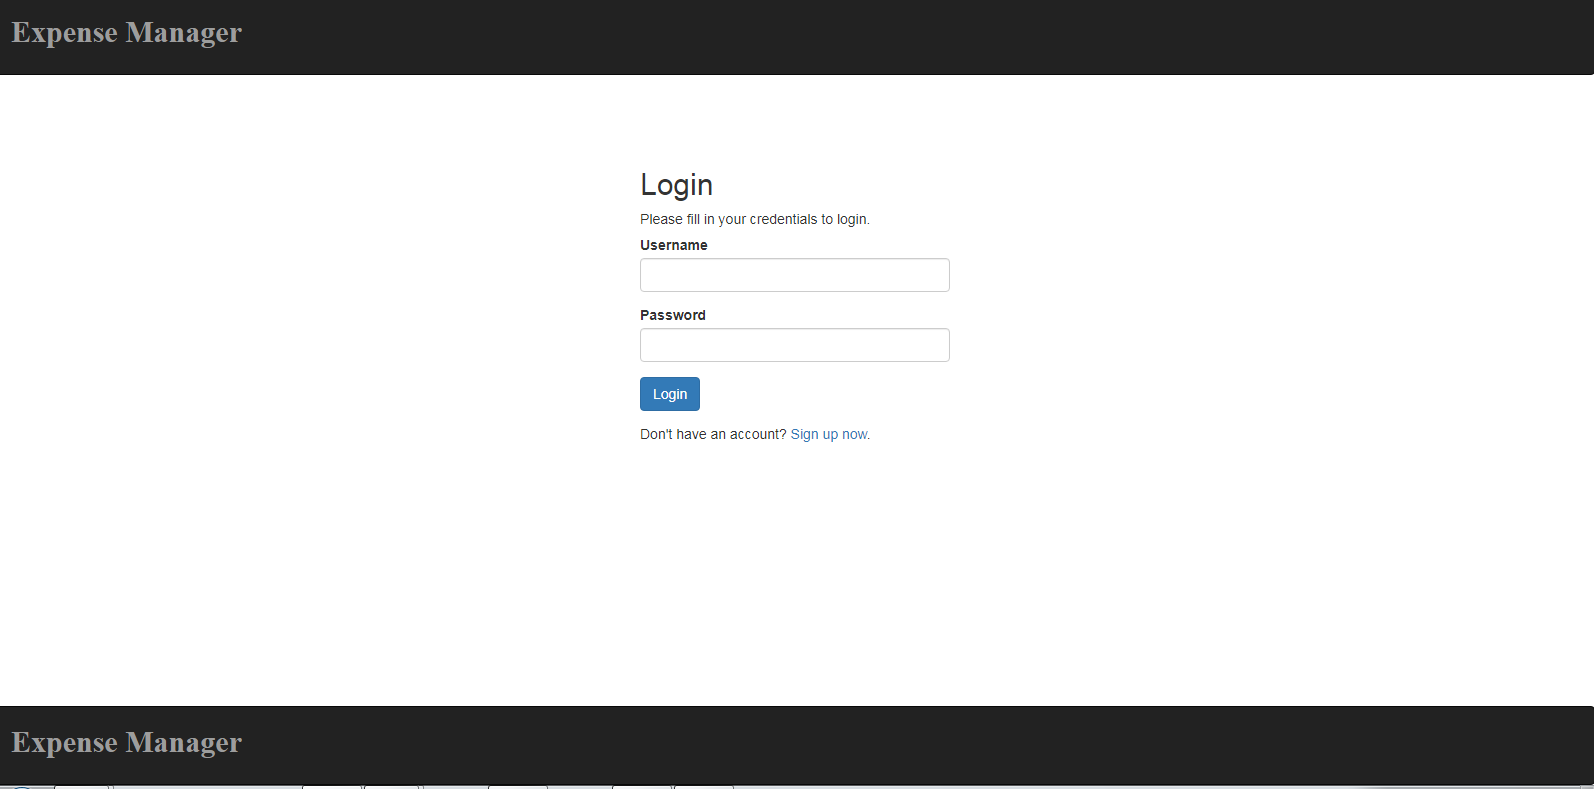 Expense Manager
Login
Please fill in your credentials to login.
Username
Password
Login
Don't have an account? Sign up now.
Expense Manager